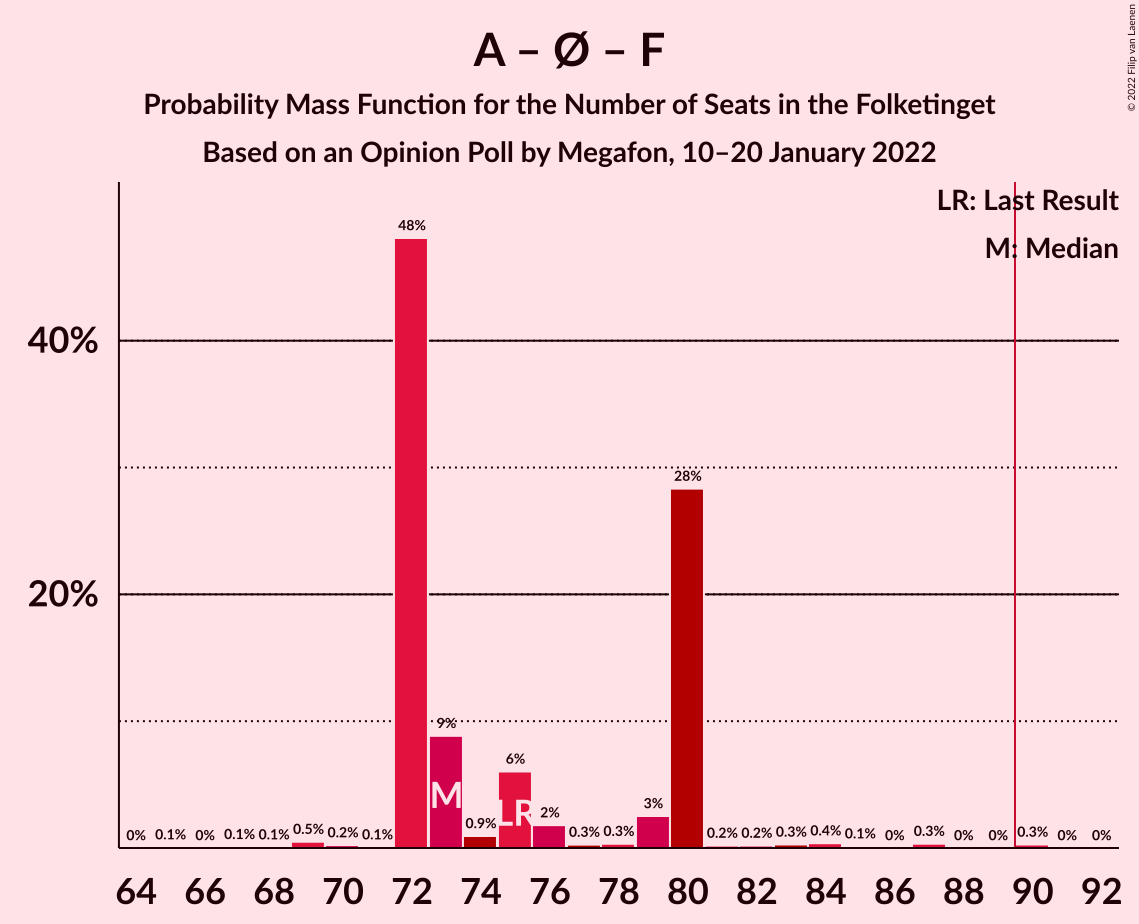 A – Ø – F
Probability Mass Function for the Number of Seats in the Folketinget
Based on an Opinion Poll by Megafon, 10–20 January 2022
© 2022 Filip van Laenen
LR: Last Result
M: Median
40%
20%
0% 0.1% 0% 0.1% 0.1% 0.5% 0.2% 0.1% 48% 9% 0.9% 6% 2% 0.3% 0.3% 3% 28% 0.2% 0.2% 0.3% 0.4% 0.1% 0% 0.3% 0% 0% 0.3% 0% 0%
M
LR
64 66 68 70 72 74 76 78 80 82 84 86 88 90 92